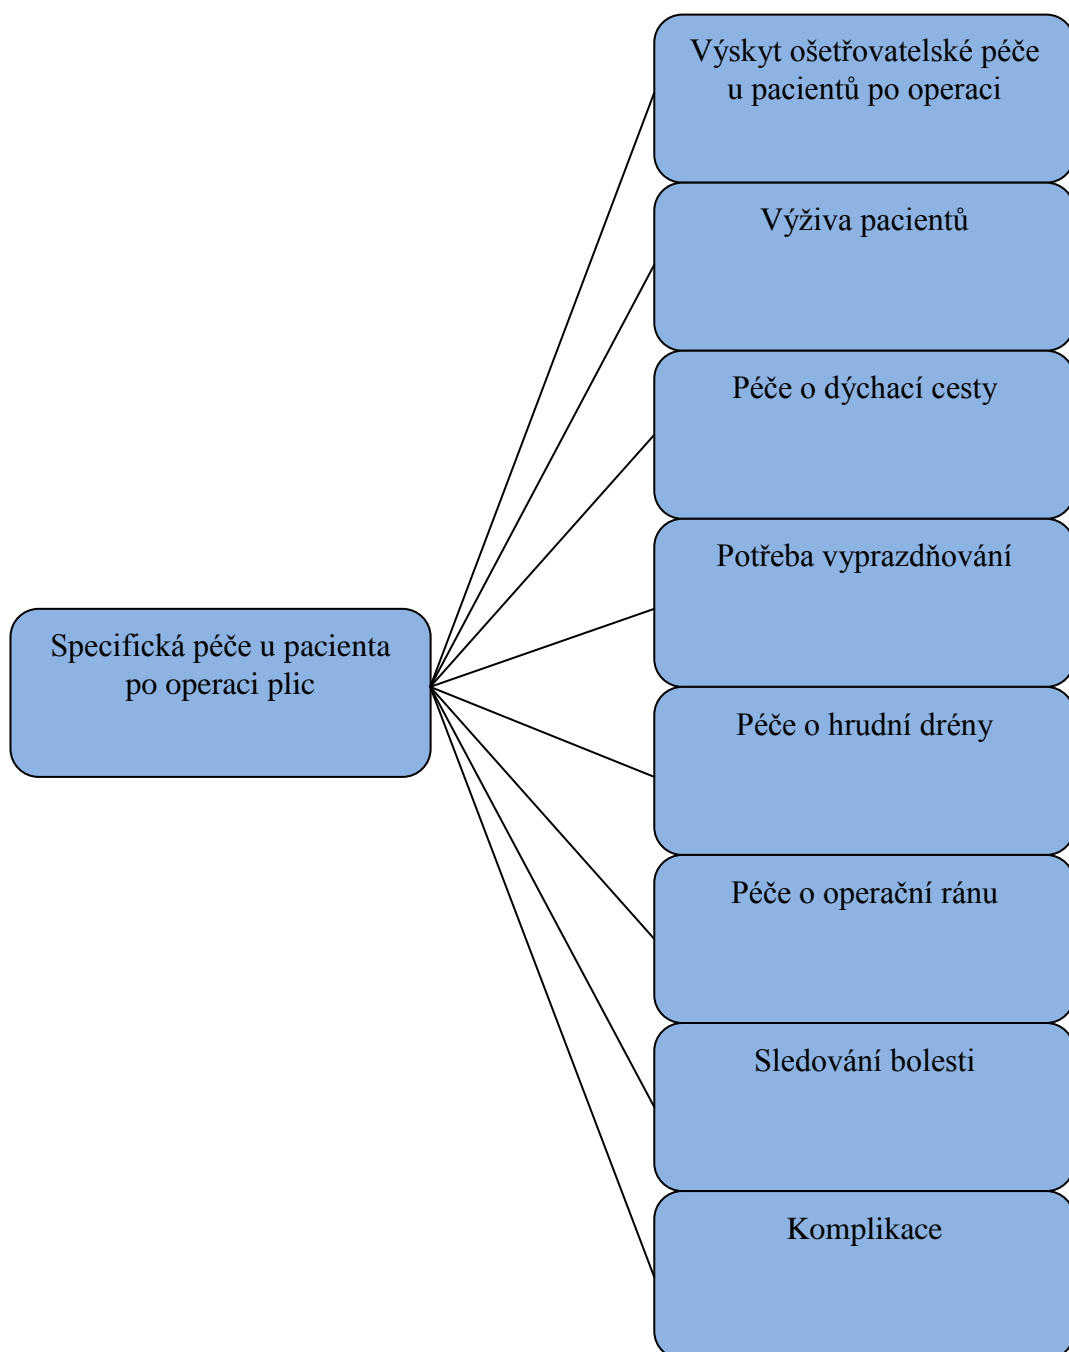 Výskyt ošetřovatelské péče
u pacientů po operaci
Výživa pacientů
Péče o dýchací cesty
Potřeba vyprazdňování
Specifická péče u pacienta
po operaci plic
Péče o hrudní drény
Péče o operační ránu
Sledování bolesti
Komplikace